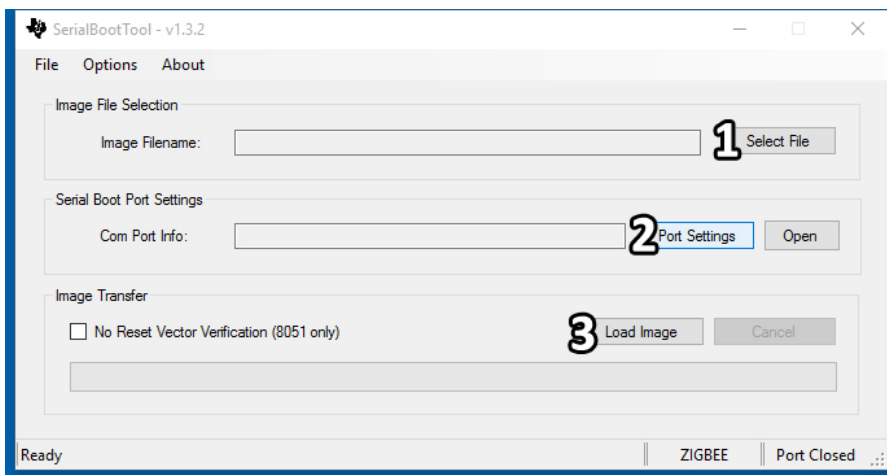 SerialBootTool - v1.3.2
File Options About
Image File Selection
Image Filename: 1 Select File
Serial Boot Port Settings
Com Port Info: 2 Port Settings Open
Image Transfer
No Reset Vector Verification (8051 only) 3 Load Image Cancel
Ready ZIGBEE Port Closed